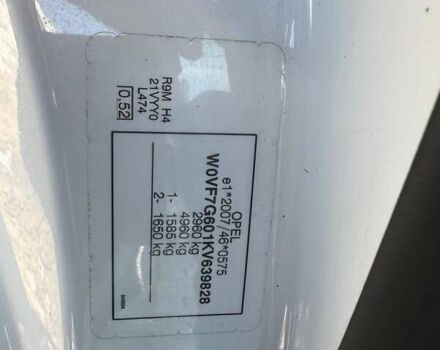 OPEL
e1*2007/46*0575
W0VF7G601KV639828
2960 kg
4960 kg
1- 1585 kg
2- 1650 kg
R9M H4
21VYY0
L474
0,52